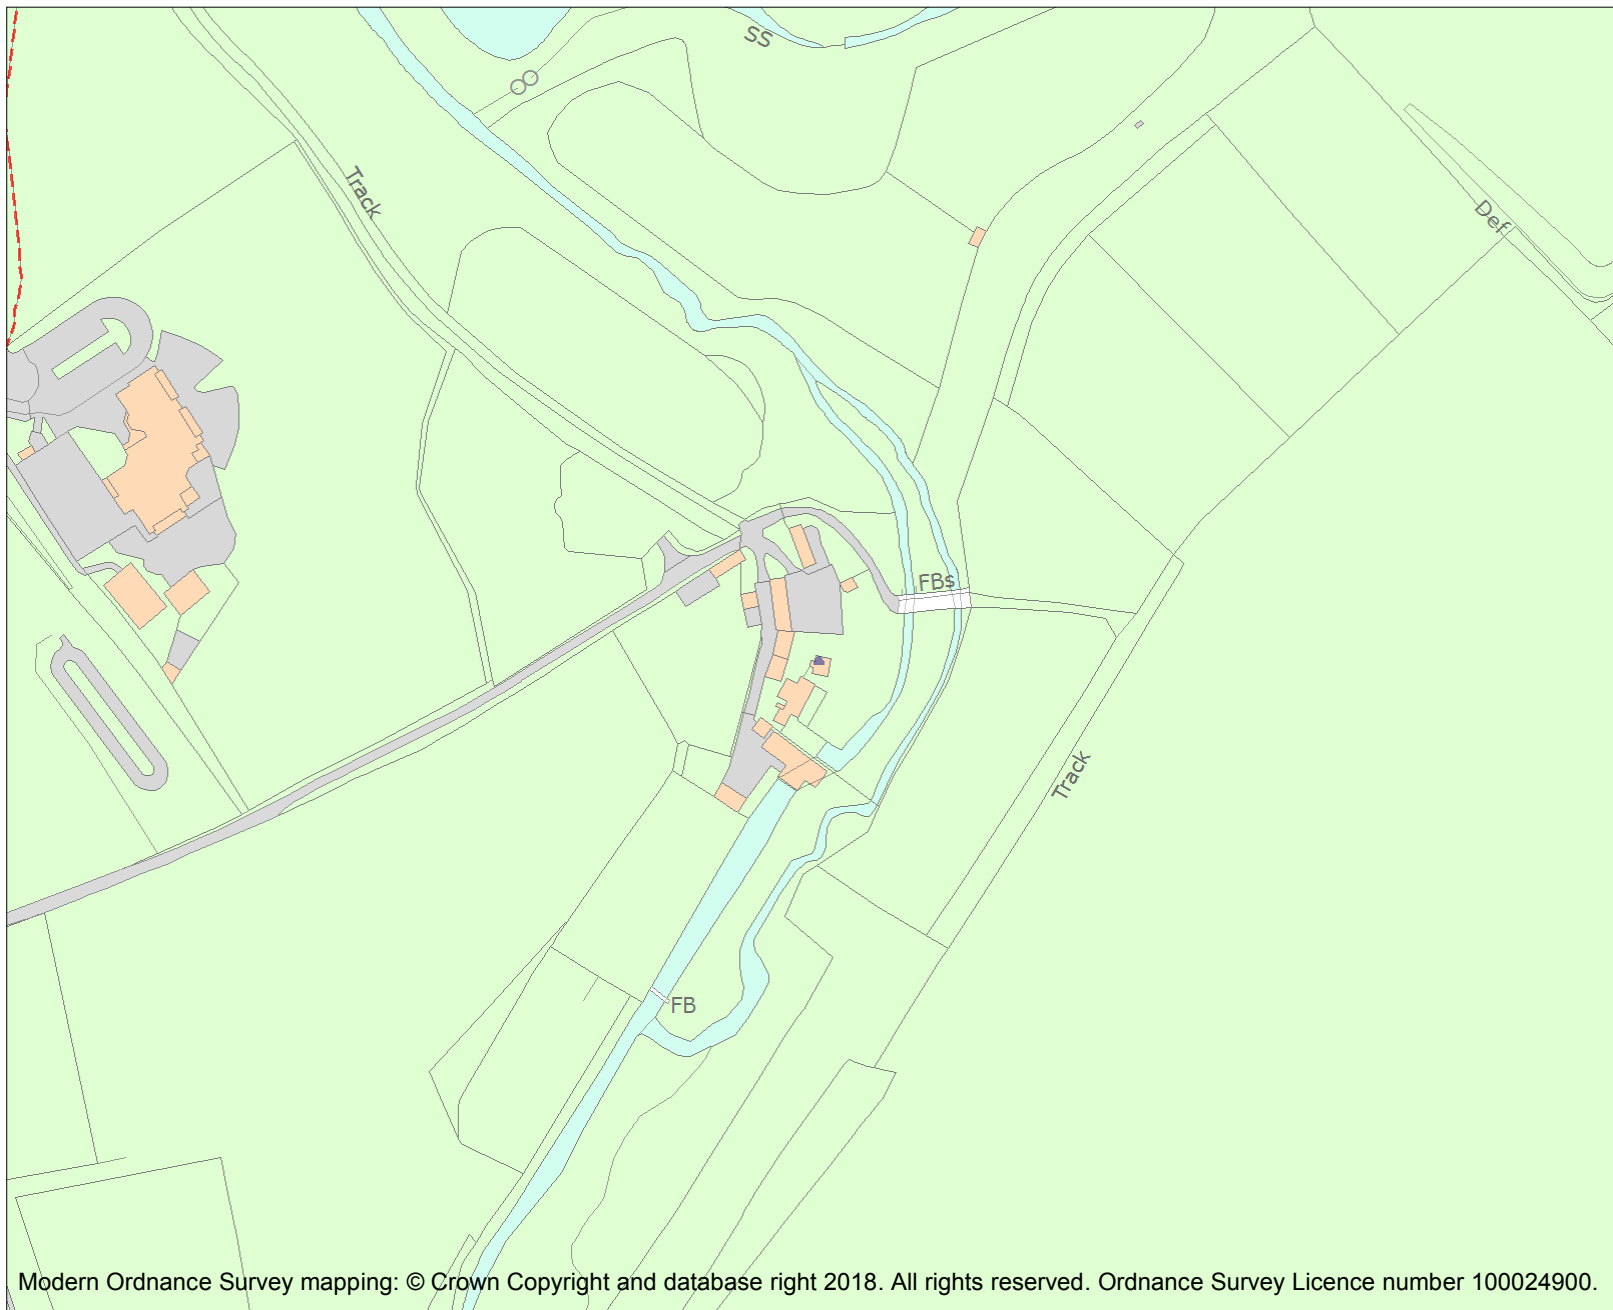 SS
Track
Def
FBs
Track
FB
Modern Ordnance Survey mapping: © Crown Copyright and database right 2018. All rights reserved. Ordnance Survey Licence number 100024900.